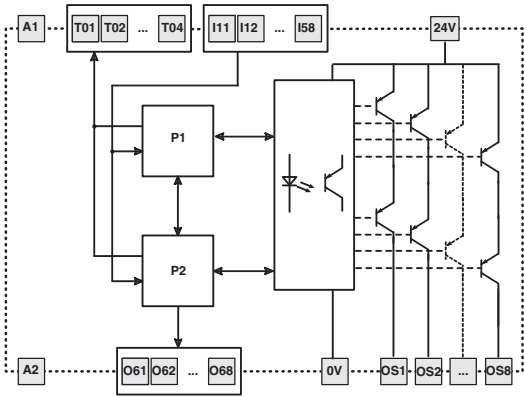 A1 T01 T02 ... T04 I11 I12 ... I58 24V
P1
P2
A2 O61 O62 ... O68 0V OS1 OS2 ... OS8